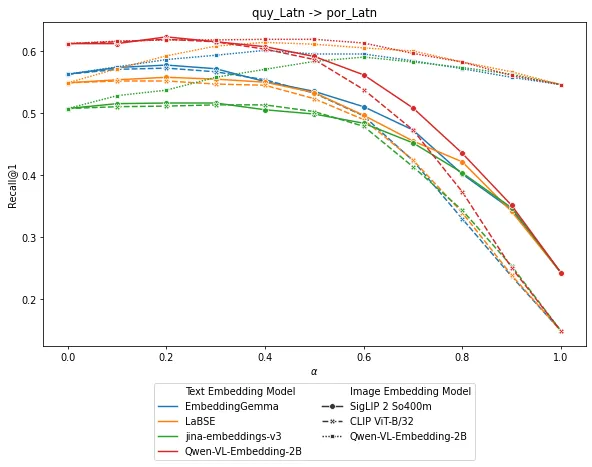 quy_Latn -> por_Latn
Recall@1
0.6
0.5
0.4
0.3
0.2
0.0 0.2 0.4 0.6 0.8 1.0
α
Text Embedding Model Image Embedding Model
EmbeddingGemma SigLIP 2 So400m
LaBSE CLIP ViT-B/32
jina-embeddings-v3 Qwen-VL-Embedding-2B
Qwen-VL-Embedding-2B